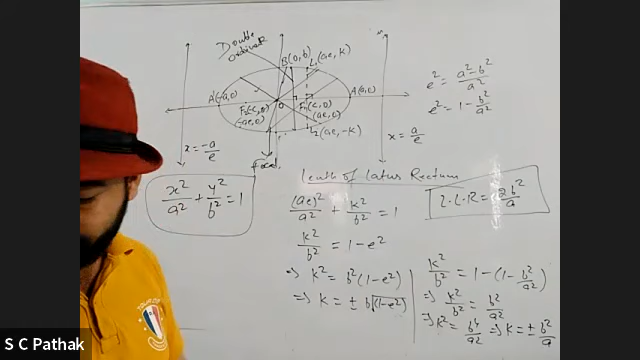 Double
ordinate
B(0,b)
L₁(ae, k)
A'(-a,0)
F₂(-c,0)
(-ae,0)
O
F₁(c,0)
(ae,0)
A(a,0)
L₂(ae,-k)
x = -a/e
x = a/e
e² = (a²-b²)/a²
e² = 1 - b²/a²
x²/a² + y²/b² = 1
Lenth of Latus Rectum
L.L.R = 2b²/a
(ae)²/a² + k²/b² = 1
k²/b² = 1-e²
=> k² = b²(1-e²)
=> k = ± b√(1-e²)
k²/b² = 1-(1-b²/a²)
=> k²/b² = b²/a²
=> k² = b⁴/a² => k = ± b²/a
S C Pathak